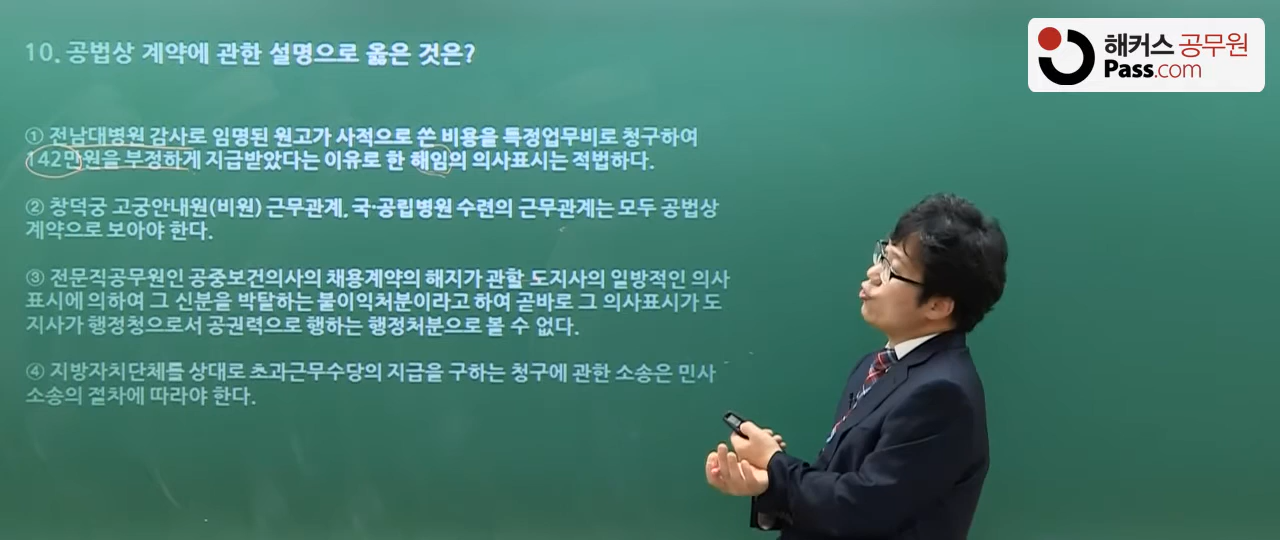 해커스 공무원
Pass.com
10. 공법상 계약에 관한 설명으로 옳은 것은?
① 전남대병원 감사로 임명된 원고가 사적으로 쓴 비용을 특정업무비로 청구하여
142만원을 부정하게 지급받았다는 이유로 한 해임의 의사표시는 적법하다.
② 창덕궁 고궁안내원(비원) 근무관계, 국·공립병원 수련의 근무관계는 모두 공법상
계약으로 보아야 한다.
③ 전문직공무원인 공중보건의사의 채용계약의 해지가 관할 도지사의 일방적인 의사
표시에 의하여 그 신분을 박탈하는 불이익처분이라고 하여 곧바로 그 의사표시가 도
지사가 행정청으로서 공권력으로 행하는 행정처분으로 볼 수 없다.
④ 지방자치단체를 상대로 초과근무수당의 지급을 구하는 청구에 관한 소송은 민사
소송의 절차에 따라야 한다.